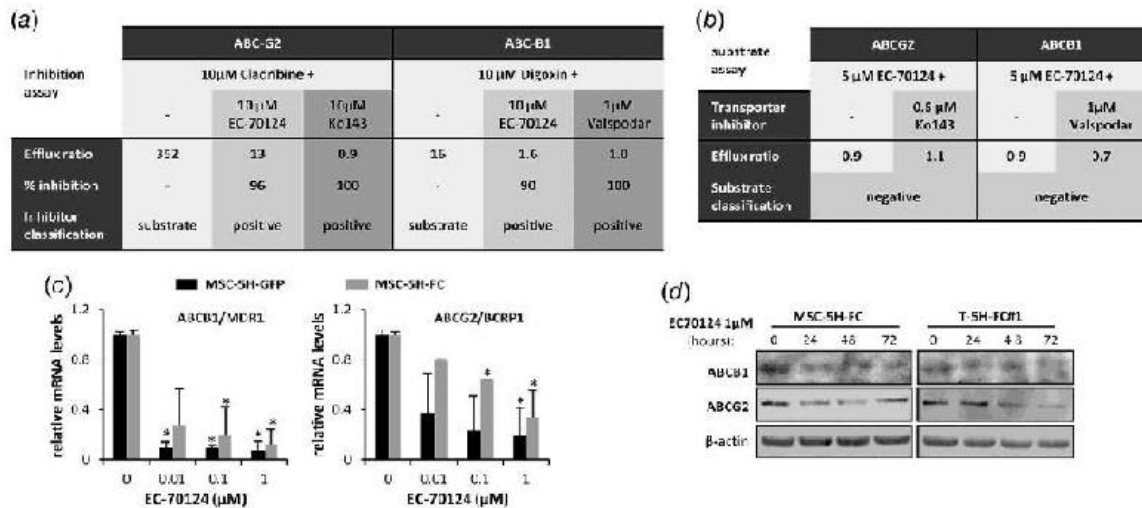 (a)
ABC-G2 ABC-B1
Inhibition assay
10μM Cladribine + 10 μM Digoxin +
- 10 μM EC-70124 10μM Ko143 - 10 μM EC-70124 1μM Valspodar
Efflux ratio 352 13 0.9 16 1.6 1.0
% inhibition - 96 100 - 90 100
Inhibitor classification substrate positive positive substrate positive positive
(b)
substrate assay
ABCG2 ABCB1
5 μM EC-70124 + 5 μM EC-70124 +
Transporter inhibitor - 0.5 μM Ko143 - 1μM Valspodar
Efflux ratio 0.9 1.1 0.9 0.7
Substrate classification negative negative
(c)
MSC-5H-GFP MSC-5H-FC
ABCB1/MDR1 ABCG2/BCRP1
relative mRNA levels
1.2
0.8
0.4
0
* * * * *
0 0.01 0.1 1
EC-70124 (μM)
relative mRNA levels
1.2
0.8
0.4
0
* * *
0 0.01 0.1 1
EC-70124 (μM)
(d)
EC70124 1μM MSC-5H-FC T-5H-FC#1
(hours): 0 24 48 72 0 24 48 72
ABCB1
ABCG2
β-actin